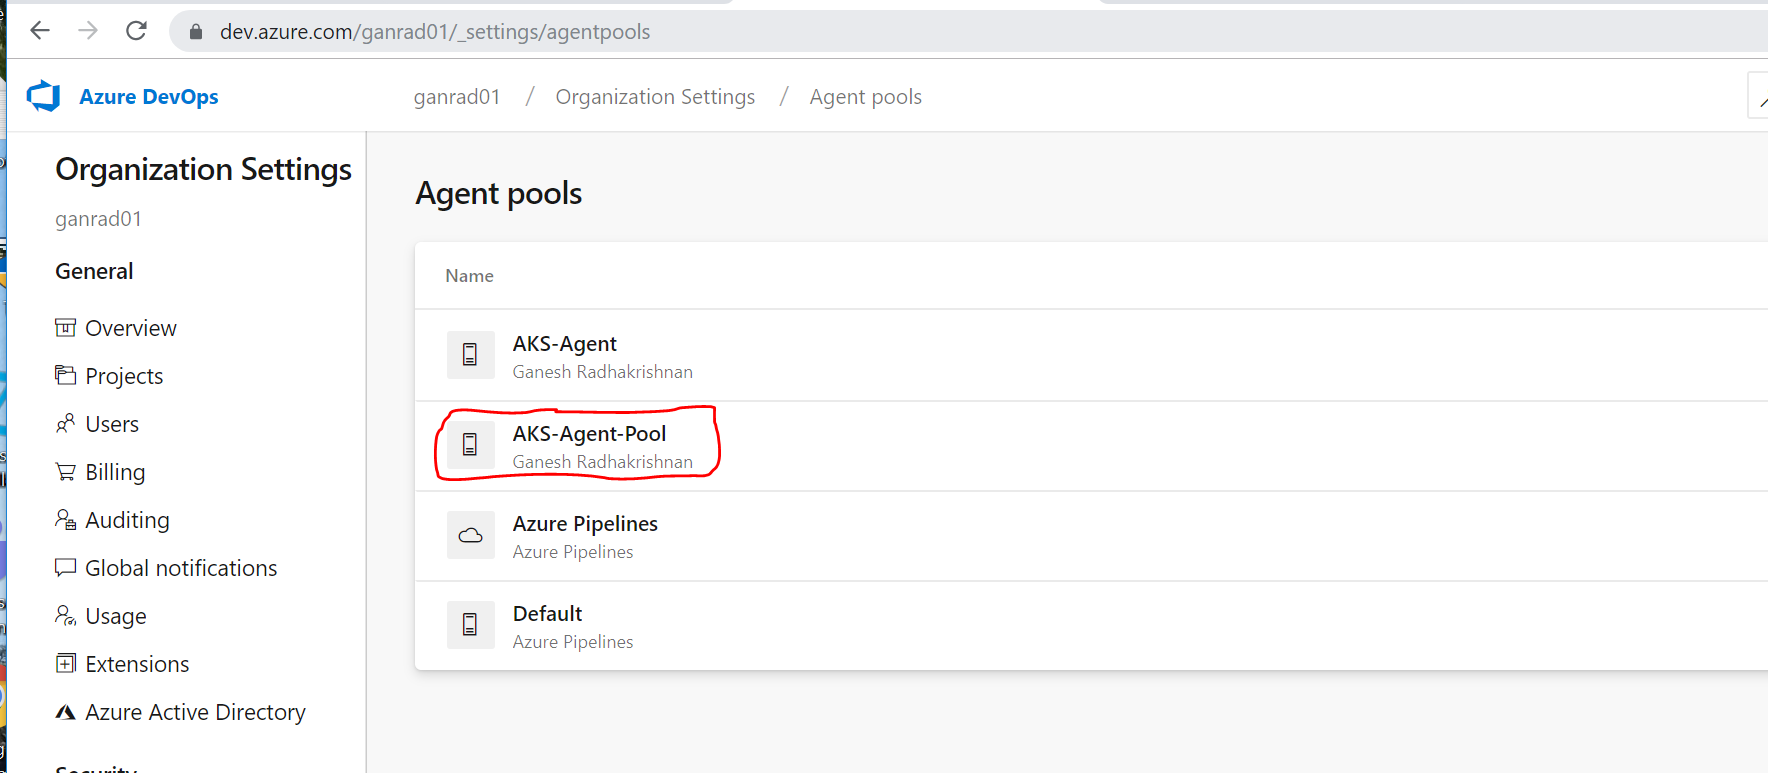 dev.azure.com/ganrad01/_settings/agentpools
Azure DevOps
ganrad01 / Organization Settings / Agent pools
Organization Settings
ganrad01
General
Overview
Projects
Users
Billing
Auditing
Global notifications
Usage
Extensions
Azure Active Directory
Security
Agent pools
Name
AKS-Agent
Ganesh Radhakrishnan
AKS-Agent-Pool
Ganesh Radhakrishnan
Azure Pipelines
Azure Pipelines
Default
Azure Pipelines